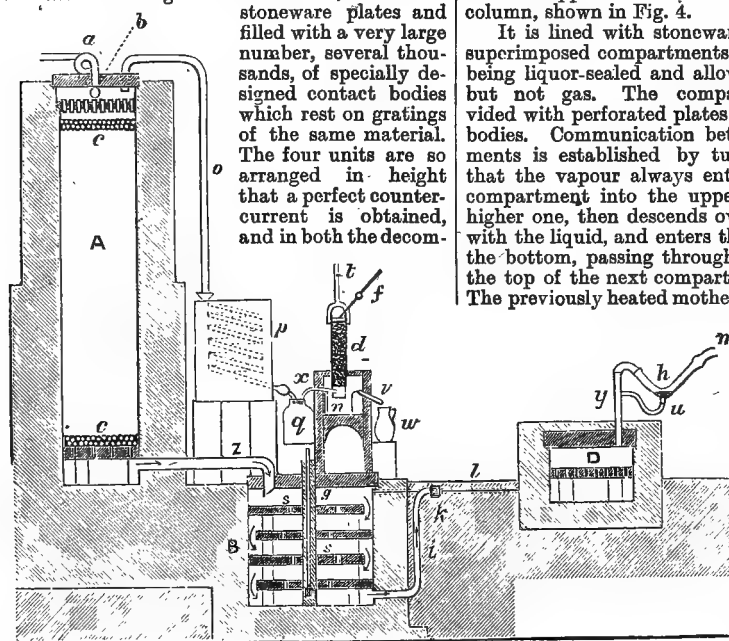 stoneware plates and
filled with a very large
number, several thou-
sands, of specially de-
signed contact bodies
which rest on gratings
of the same material.
The four units are so
arranged in height
that a perfect counter-
current is obtained,
and in both the decom-
column, shown in Fig. 4.
It is lined with stonewar
superimposed compartments
being liquor-sealed and allo
but not gas. The compa
vided with perforated plates
bodies. Communication bet
ments is established by tu
that the vapour always ent
compartment into the uppe
higher one, then descends ov
with the liquid, and enters t
the bottom, passing through
the top of the next compart
The previously heated mothe
a
b
c
o
A
t
f
p
d
x
v
n
q
w
m
h
y
u
c
z
D
s
g
l
k
B
s
i